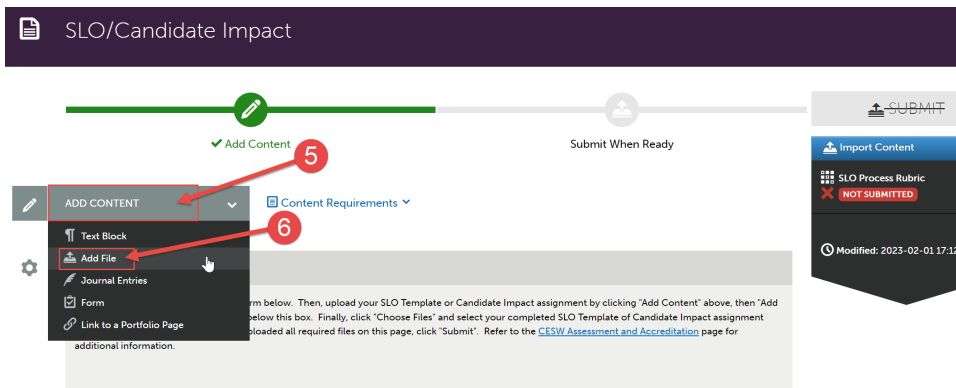 SLO/Candidate Impact
SUBMIT
Add Content
Submit When Ready
Import Content
5
SLO Process Rubric
NOT SUBMITTED
ADD CONTENT
Content Requirements
6
Text Block
Add File
Modified: 2023-02-01 17:12
Journal Entries
Form
Link to a Portfolio Page
rm below. Then, upload your SLO Template or Candidate Impact assignment by clicking "Add Content" above, then "Add
below this box. Finally, click "Choose Files" and select your completed SLO Template of Candidate Impact assignment
ploaded all required files on this page, click "Submit". Refer to the CESW Assessment and Accreditation page for
additional information.